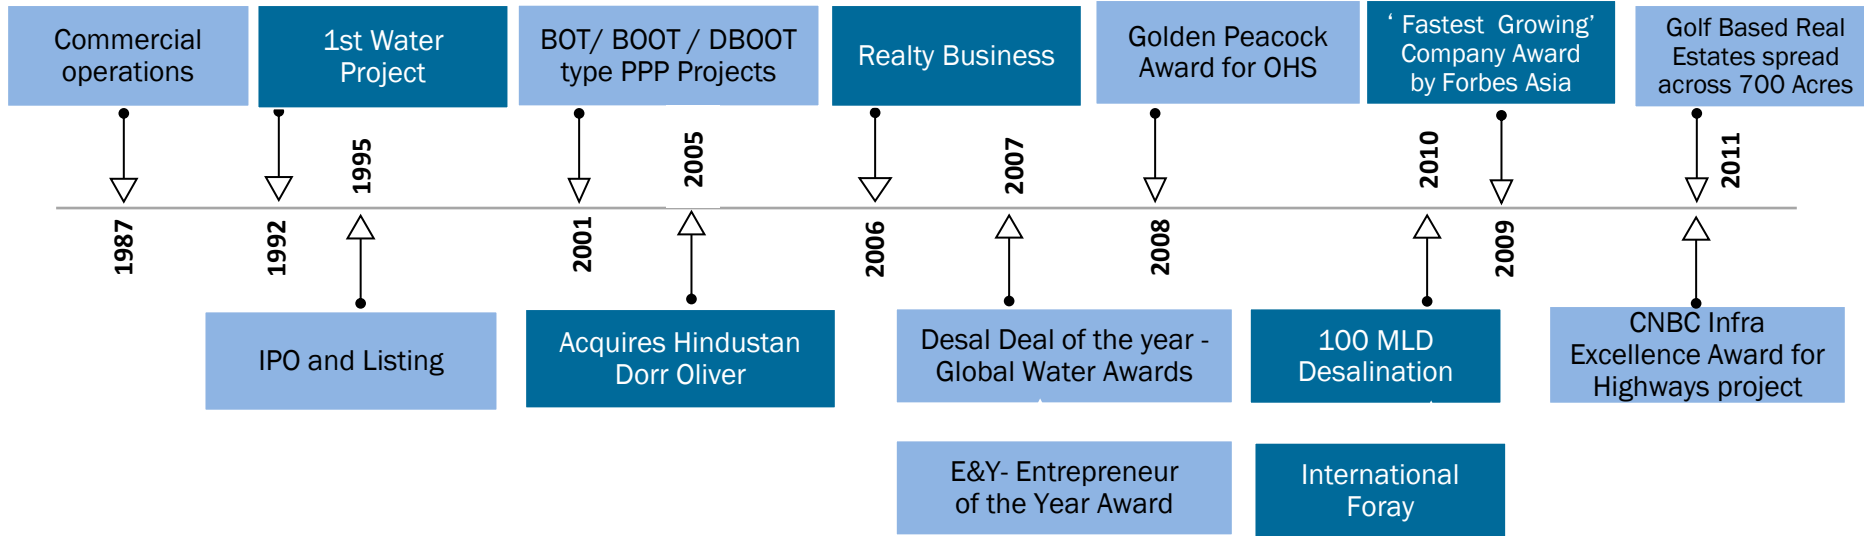 Commercial
operations
1st Water
Project
BOT/ BOOT / DBOOT
type PPP Projects
Realty Business
Golden Peacock
Award for OHS
‘ Fastest  Growing’
Company Award
by Forbes Asia
Golf Based Real
Estates spread
across 700 Acres
1995
2005
2007
2010
2011
1987
1992
2001
2006
2008
2009
IPO and Listing
Acquires Hindustan
Dorr Oliver
Desal Deal of the year -
Global Water Awards
100 MLD
Desalination
CNBC Infra
Excellence Award for
Highways project
E&Y- Entrepreneur
of the Year Award
International
Foray